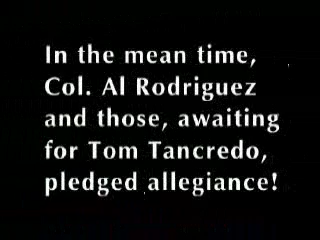 In the mean time,
Col. Al Rodriguez
and those, awaiting
for Tom Tancredo,
pledged allegiance!